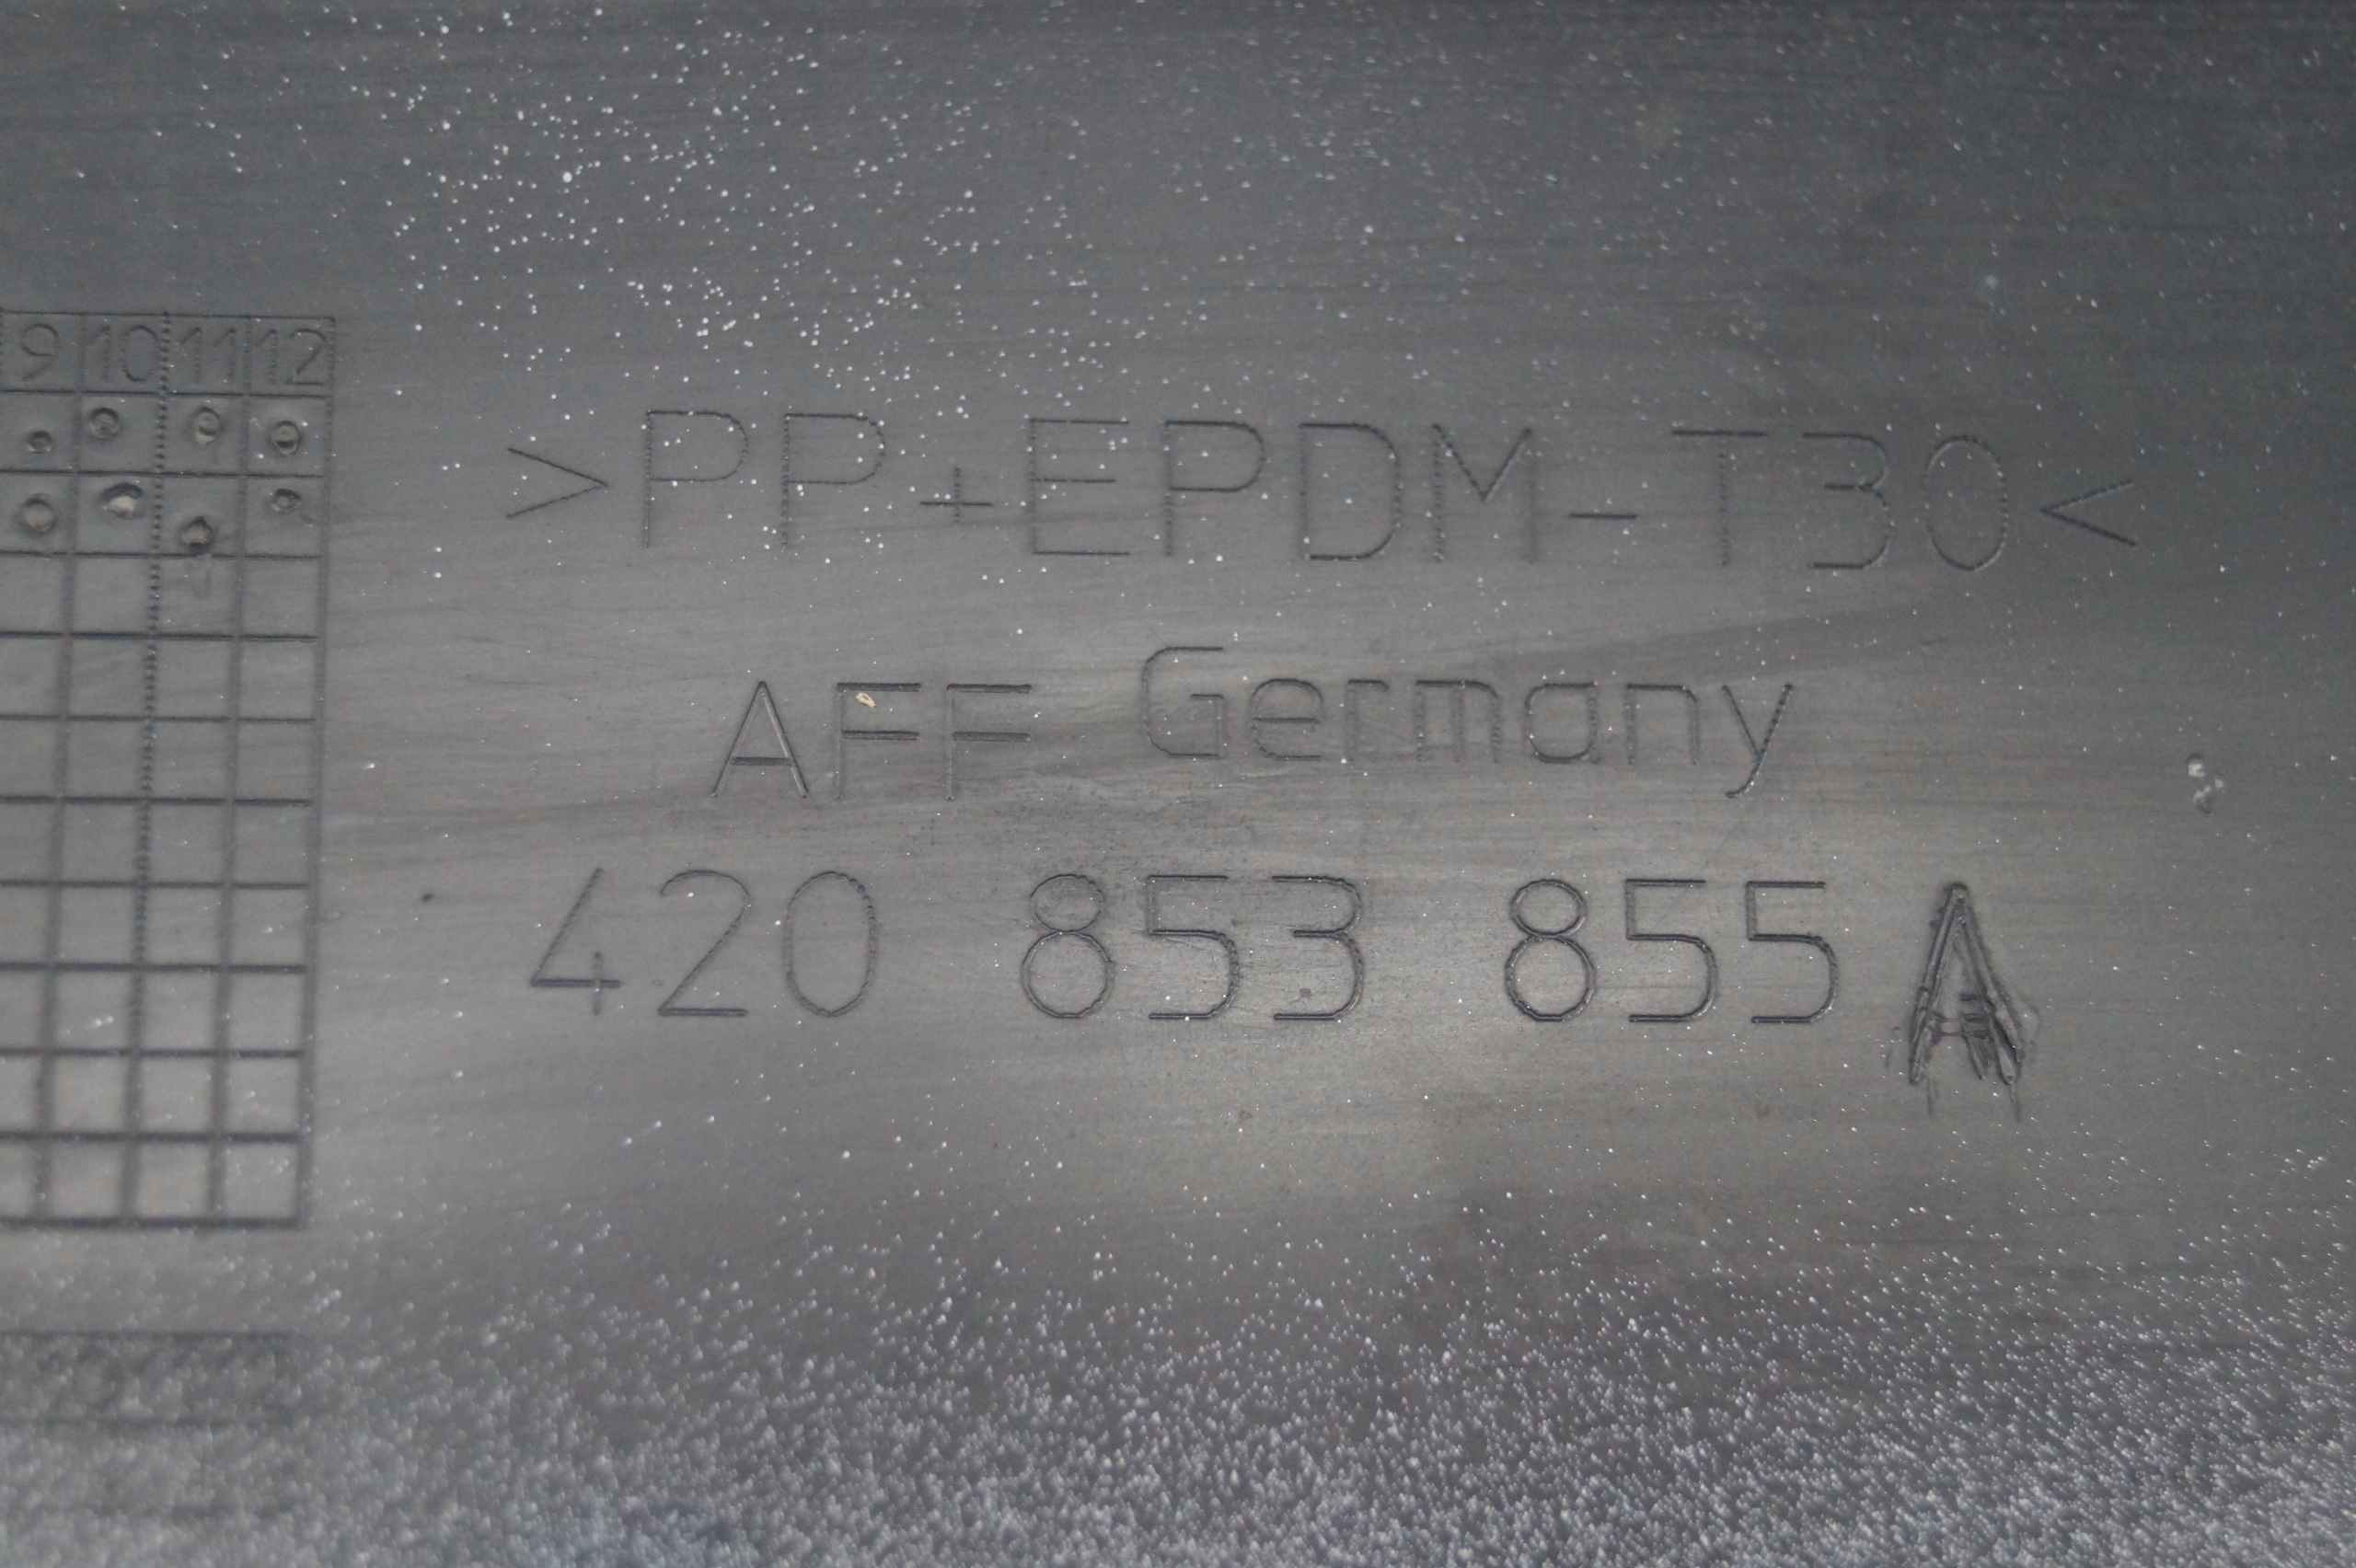 9 10 11 12
>PP+EPDM-T30<
AFF Germany
420 853 855 A